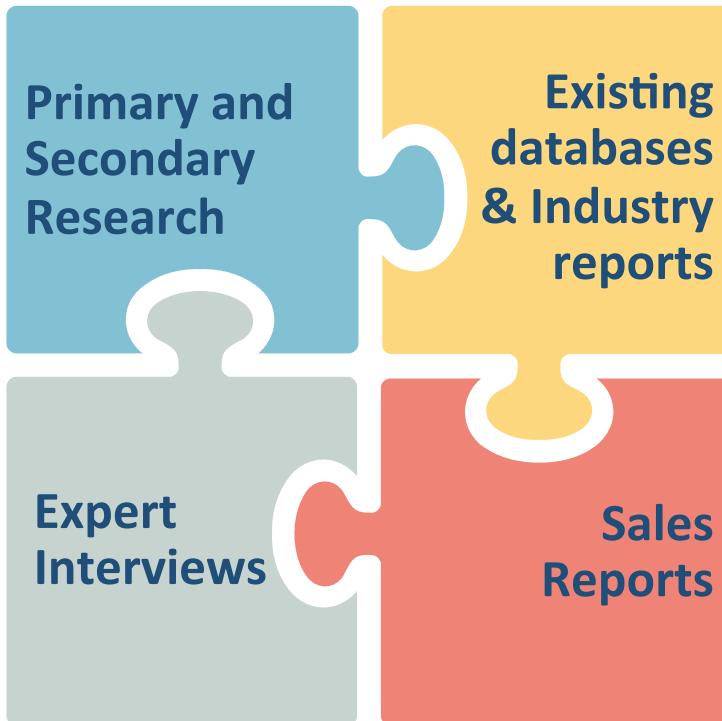 Primary and
Secondary
Research
Existing
databases
& Industry
reports
Expert
Interviews
Sales
Reports